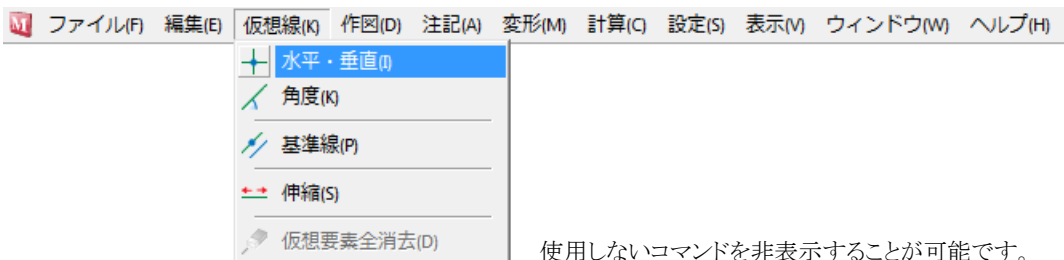 M ファイル(F) 編集(E) 仮想線(K) 作図(D) 注記(A) 変形(M) 計算(C) 設定(S) 表示(V) ウィンドウ(W) ヘルプ(H)
水平・垂直(I)
角度(K)
基準線(P)
伸縮(S)
仮想要素全消去(D)
使用しないコマンドを非表示することが可能です。